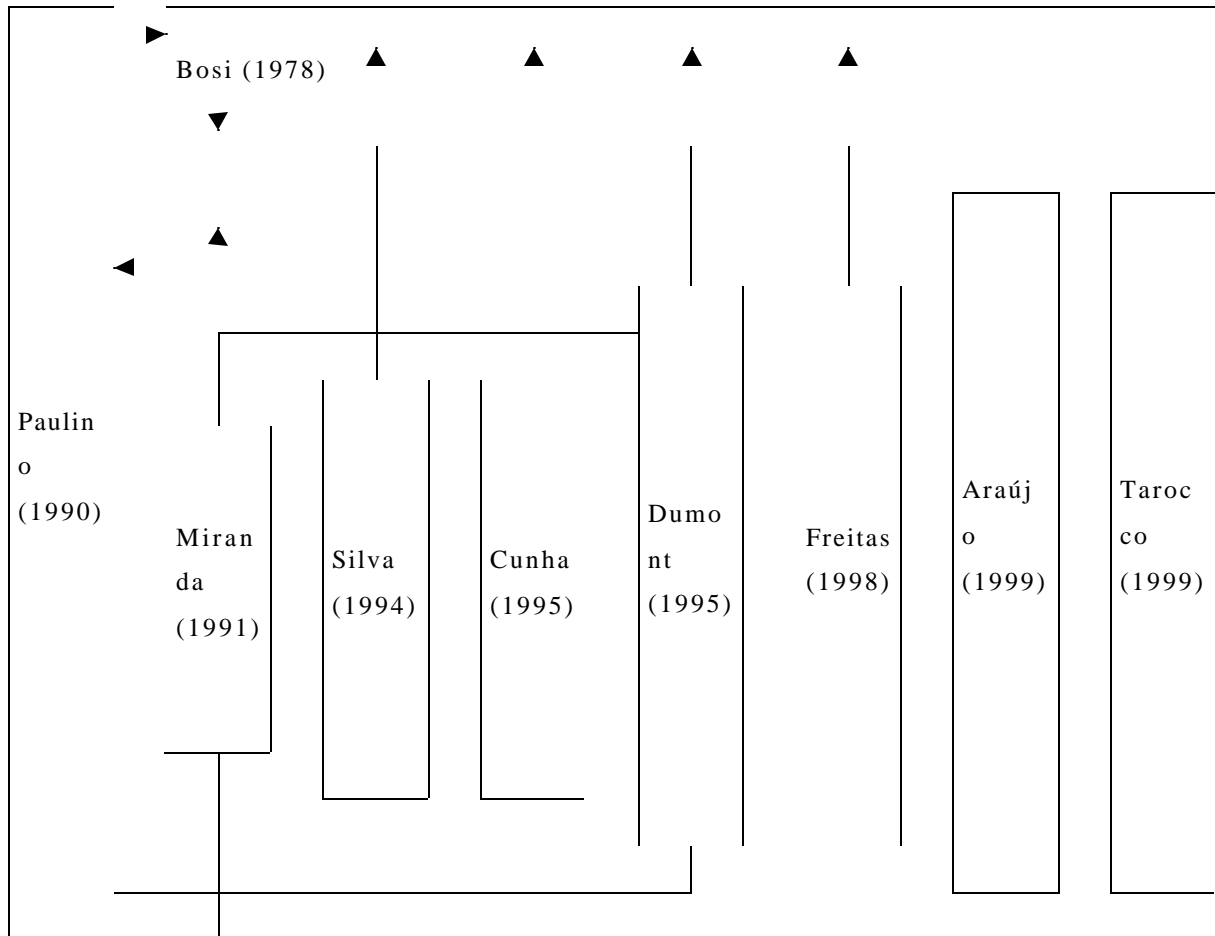 Bosi (1978)
Paulin
o
(1990)
Miran
da
(1991)
Silva
(1994)
Cunha
(1995)
Dumo
nt
(1995)
Freitas
(1998)
Araúj
o
(1999)
Taroc
co
(1999)